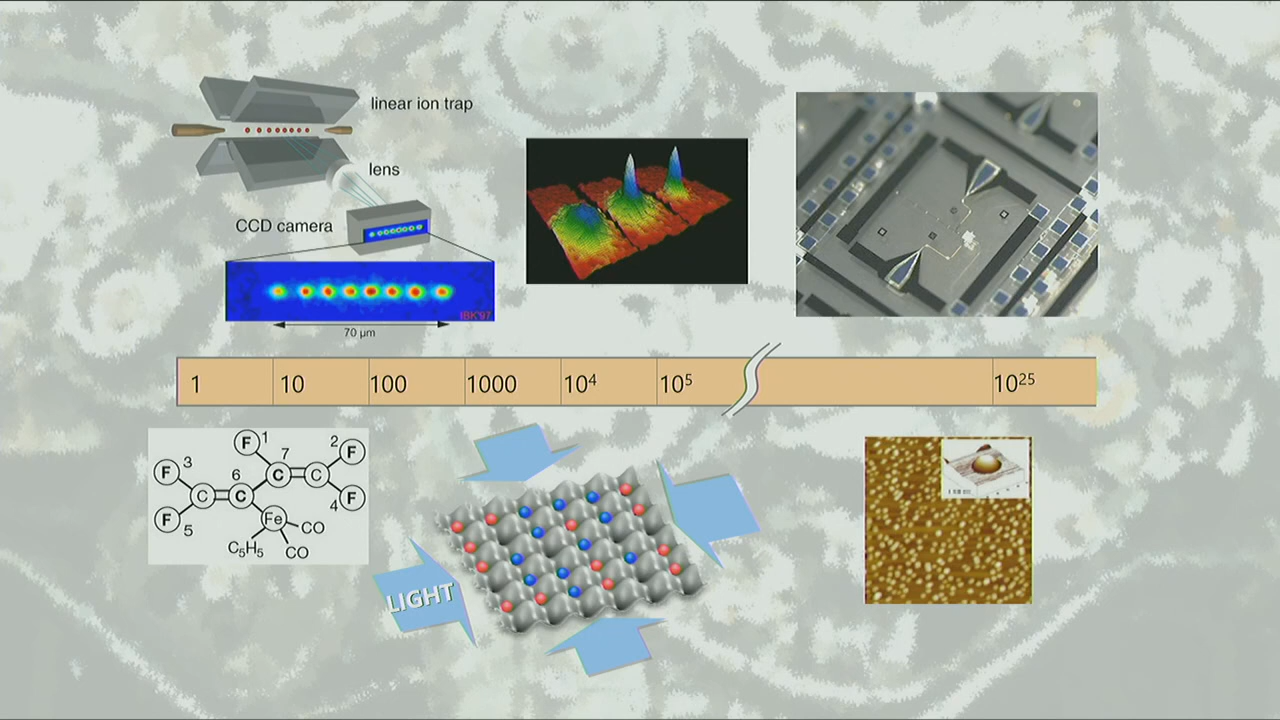 linear ion trap
lens
CCD camera
IBK'97
70 µm
1 10 100 1000 10⁴ 10⁵ 10²⁵
F 1
7
2 F
F 3
6
C C
C C
4 F
F 5
Fe CO
C₅H₅ CO
LIGHT